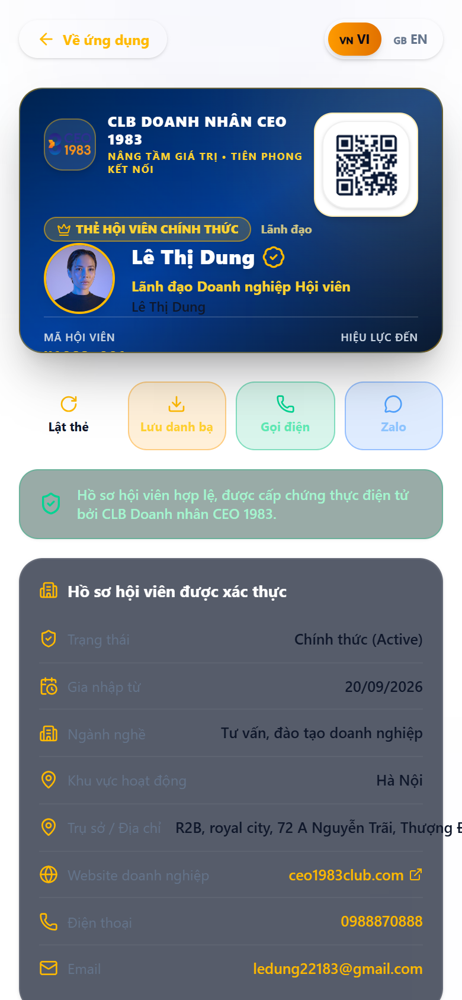 Về ứng dụng
VN VI
GB EN
CLB DOANH NHÂN CEO
1983
NÂNG TẦM GIÁ TRỊ • TIÊN PHONG
KẾT NỐI
1983
THẺ HỘI VIÊN CHÍNH THỨC
Lãnh đạo
Lê Thị Dung
Lãnh đạo Doanh nghiệp Hội viên
Lê Thị Dung
MÃ HỘI VIÊN
HIỆU LỰC ĐẾN
Lật thẻ
Lưu danh bạ
Gọi điện
Zalo
Hồ sơ hội viên hợp lệ, được cấp chứng thực điện tử
bởi CLB Doanh nhân CEO 1983.
Hồ sơ hội viên được xác thực
Trạng thái
Chính thức (Active)
Gia nhập từ
20/09/2026
Ngành nghề
Tư vấn, đào tạo doanh nghiệp
Khu vực hoạt động
Hà Nội
Trụ sở / Địa chỉ
R2B, royal city, 72 A Nguyễn Trãi, Thượng
Website doanh nghiệp
ceo1983club.com
Điện thoại
0988870888
Email
ledung22183@gmail.com